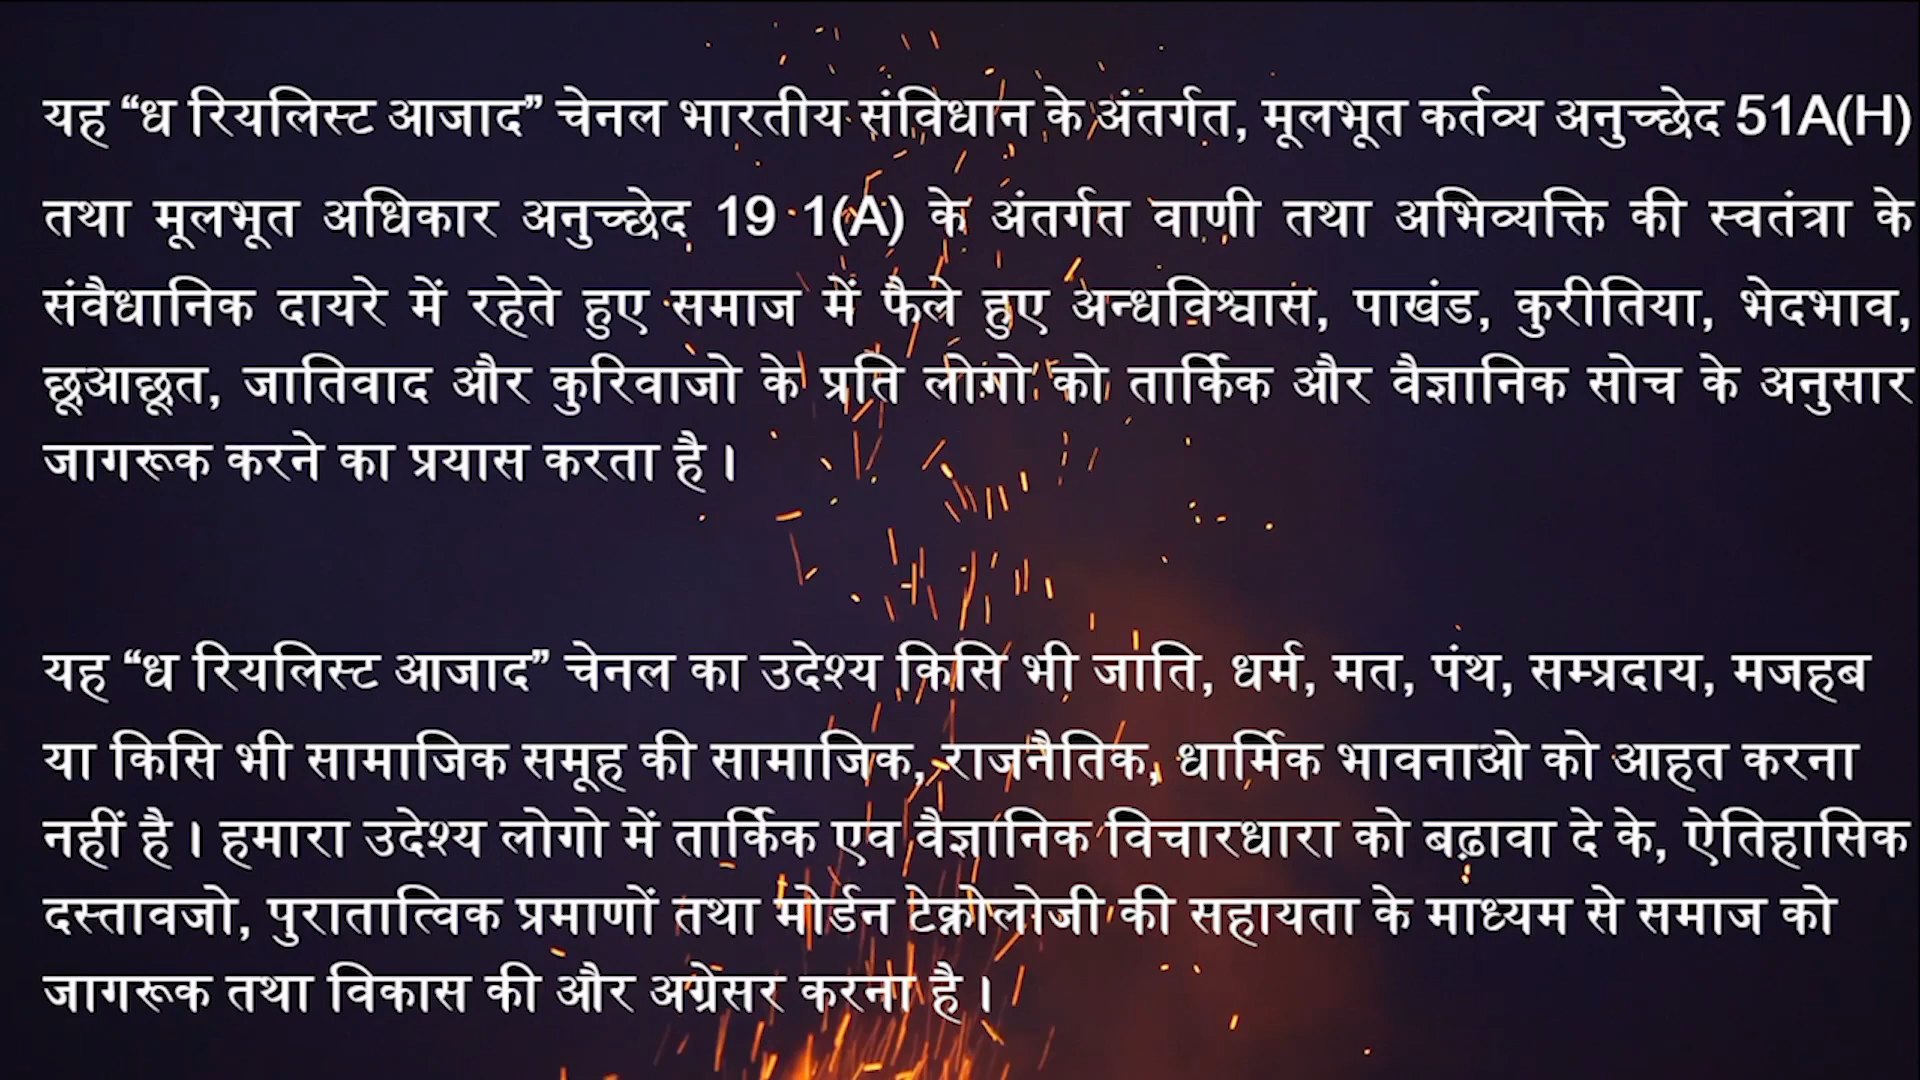 यह “ध रियलिस्ट आजाद” चेनल भारतीय संविधान के अंतर्गत, मूलभूत कर्तव्य अनुच्छेद 51A(H)
तथा मूलभूत अधिकार अनुच्छेद 19 1(A) के अंतर्गत वाणी तथा अभिव्यक्ति की स्वतंत्रा के
संवैधानिक दायरे में रहेते हुए समाज में फैले हुए अन्धविश्वास, पाखंड, कुरीतिया, भेदभाव,
छूआछूत, जातिवाद और कुरिवाजो के प्रति लोगो को तार्किक और वैज्ञानिक सोच के अनुसार
जागरूक करने का प्रयास करता है।
यह “ध रियलिस्ट आजाद” चेनल का उदेश्य किसि भी जाति, धर्म, मत, पंथ, सम्प्रदाय, मजहब
या किसि भी सामाजिक समूह की सामाजिक, राजनैतिक, धार्मिक भावनाओ को आहत करना
नहीं है। हमारा उदेश्य लोगो में तार्किक एव वैज्ञानिक विचारधारा को बढ़ावा दे के, ऐतिहासिक
दस्तावजो, पुरातात्विक प्रमाणों तथा मोर्डन टेक्नोलोजी की सहायता के माध्यम से समाज को
जागरूक तथा विकास की और अग्रेसर करना है।